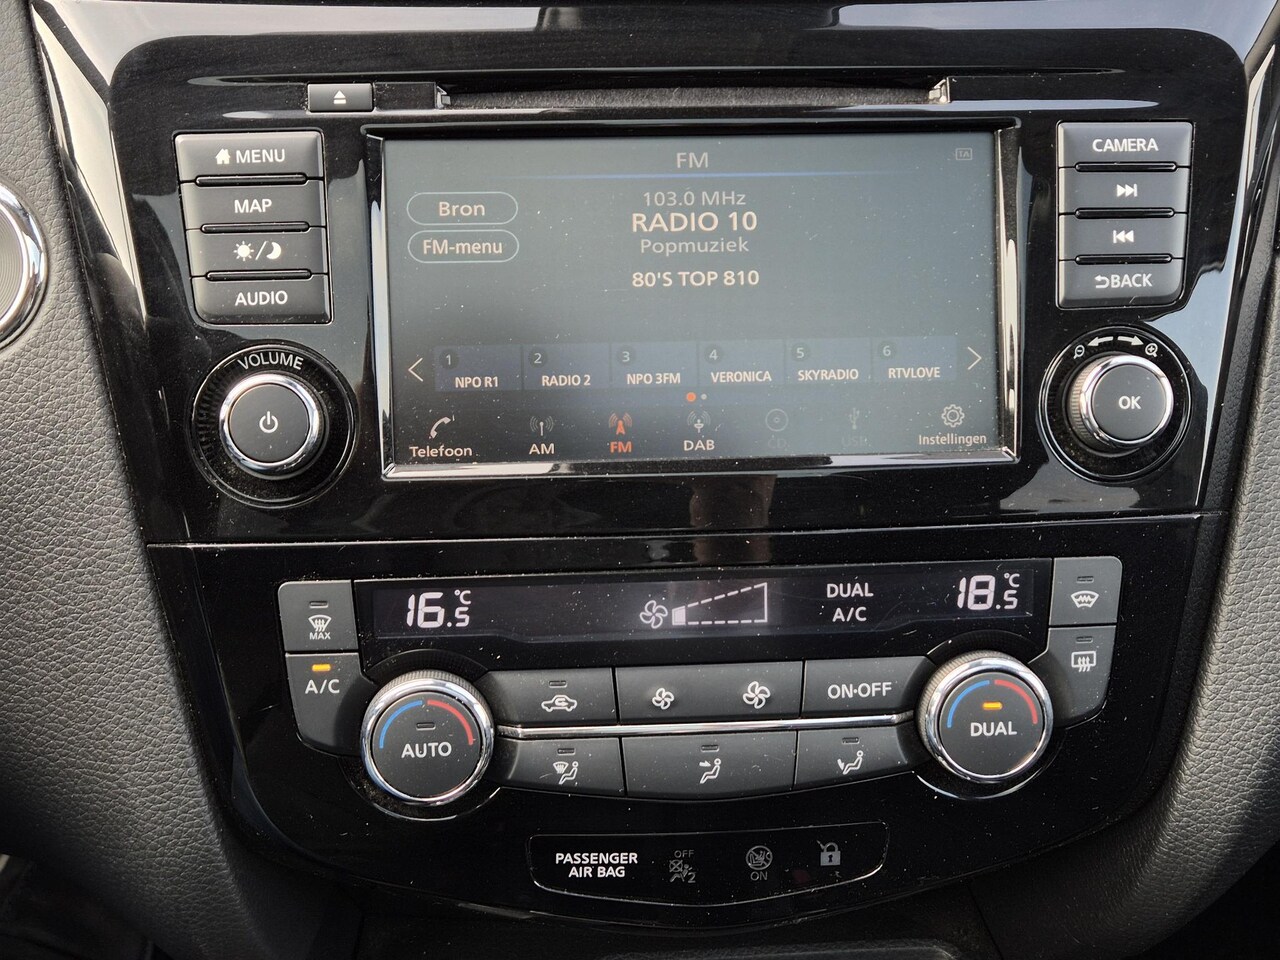 MENU
MAP
AUDIO
VOLUME
FM
TA
Bron
FM-menu
103.0 MHz
RADIO 10
Popmuziek
80'S TOP 810
1 NPO R1
2 RADIO 2
3 NPO 3FM
4 VERONICA
5 SKYRADIO
6 RTVLOVE
Telefoon
AM
FM
DAB
CD
USB
Instellingen
CAMERA
BACK
OK
16.5 °C
DUAL
A/C
18.5 °C
MAX
A/C
AUTO
ON·OFF
DUAL
PASSENGER
AIR BAG
OFF
2
ON